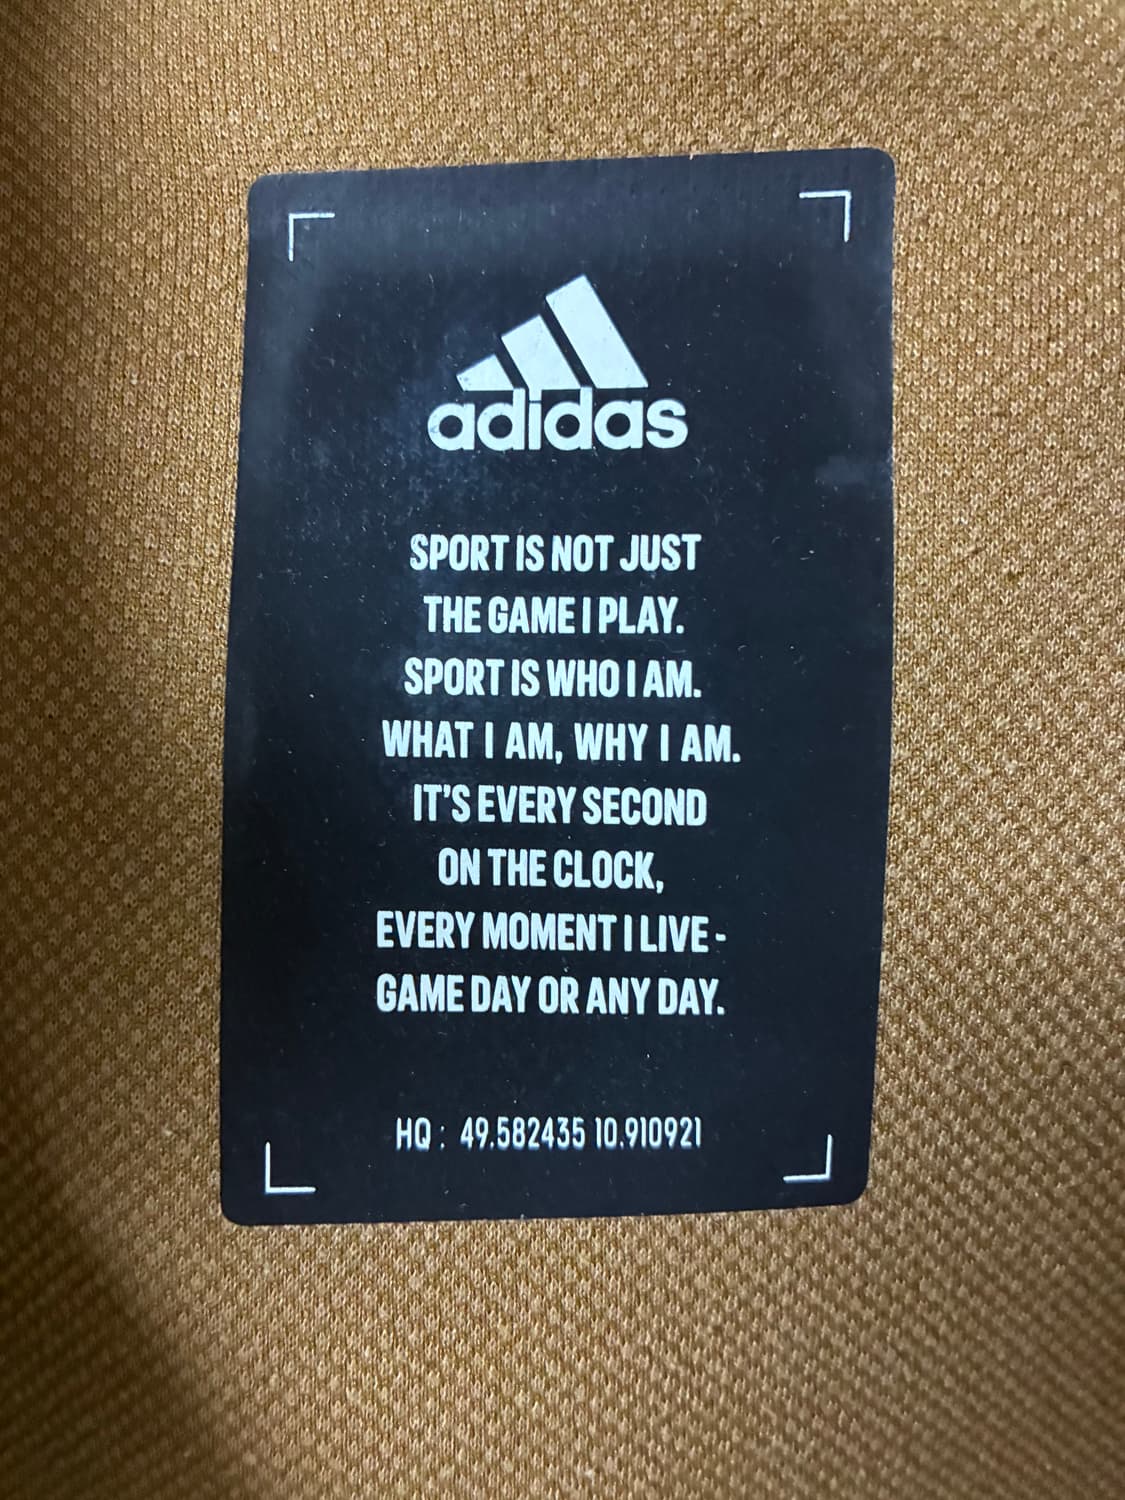 adidas
SPORT IS NOT JUST
THE GAME I PLAY.
SPORT IS WHO I AM.
WHAT I AM, WHY I AM.
IT'S EVERY SECOND
ON THE CLOCK,
EVERY MOMENT I LIVE -
GAME DAY OR ANY DAY.
HQ : 49.582435 10.910921